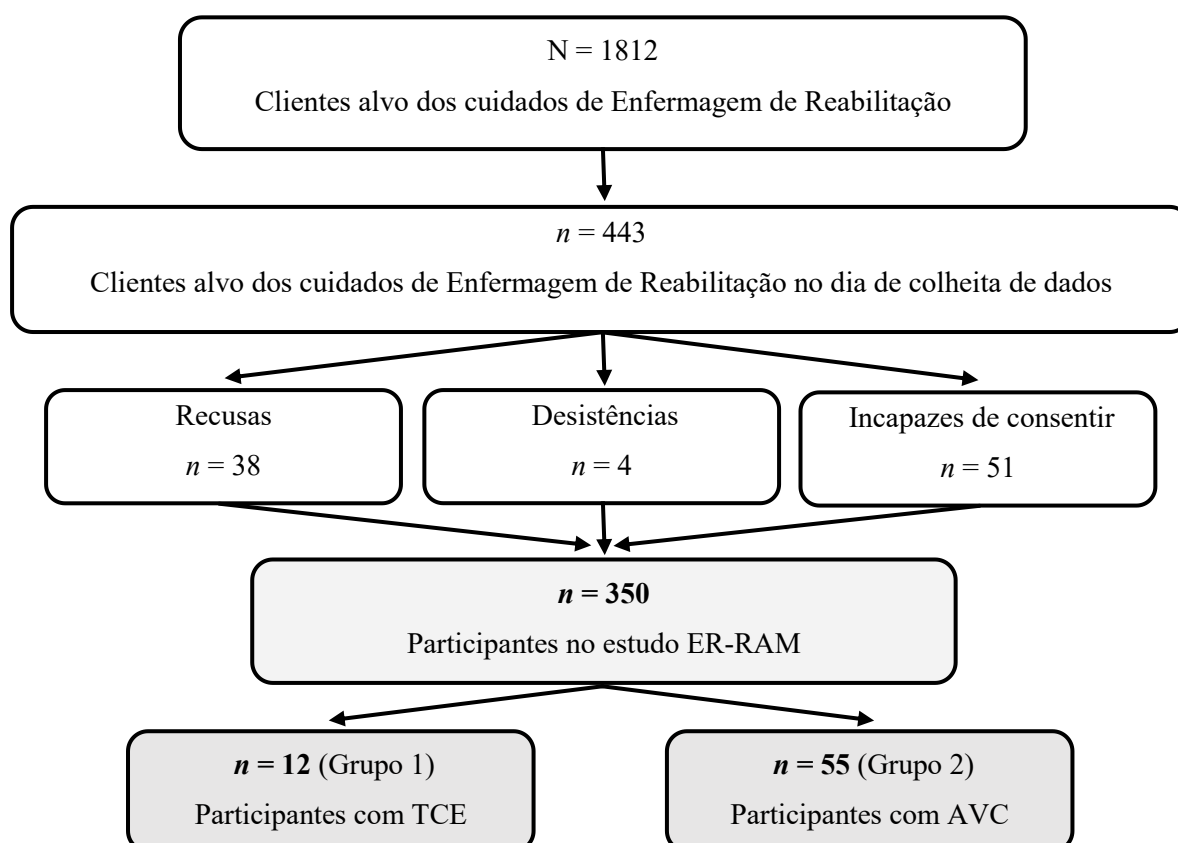 N = 1812
Clientes alvo dos cuidados de Enfermagem de Reabilitação
n = 443
Clientes alvo dos cuidados de Enfermagem de Reabilitação no dia de colheita de dados
Recusas
n = 38
Desistências
n = 4
Incapazes de consentir
n = 51
n = 350
Participantes no estudo ER-RAM
n = 12 (Grupo 1)
Participantes com TCE
n = 55 (Grupo 2)
Participantes com AVC